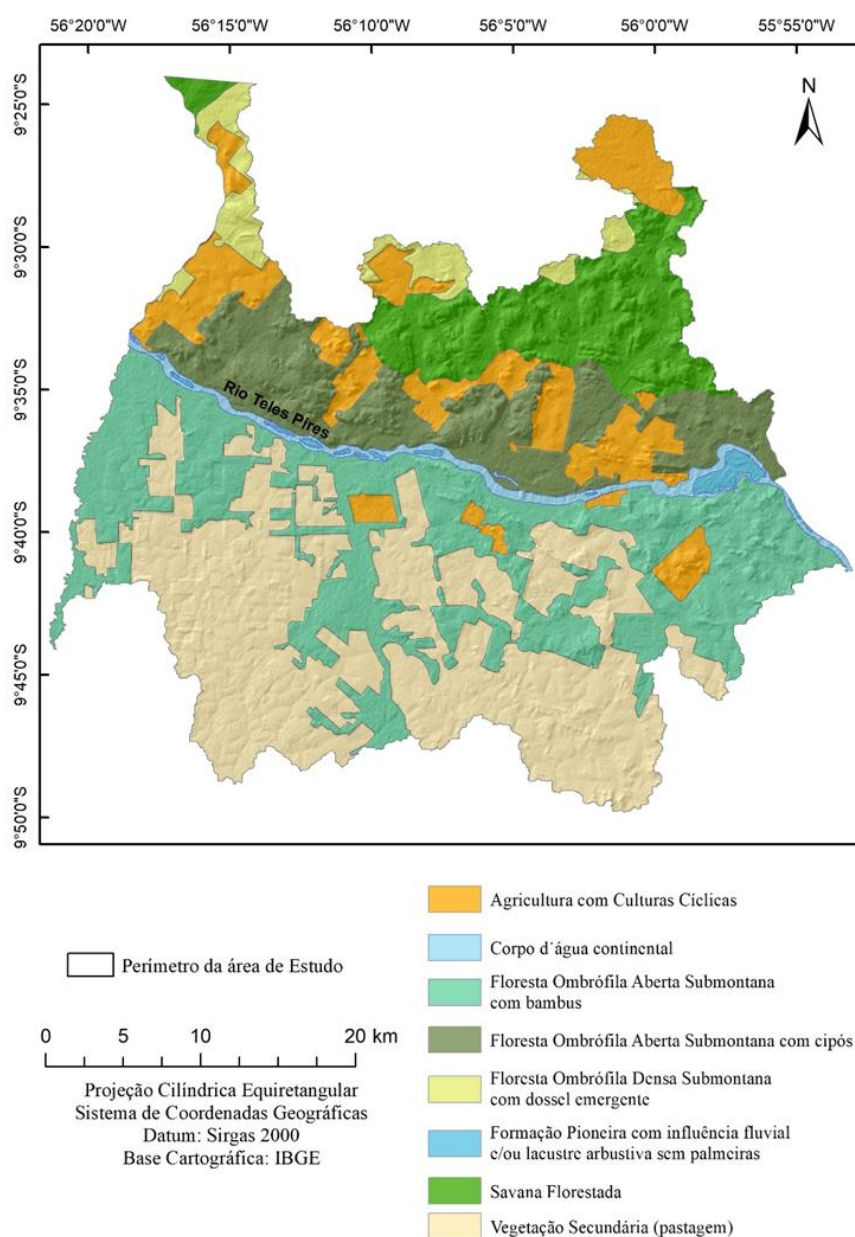 56°20'0"W 56°15'0"W 56°10'0"W 56°5'0"W 56°0'0"W 55°55'0"W
N
9°25'0"S
9°30'0"S
9°35'0"S
9°40'0"S
9°45'0"S
9°50'0"S
Rio Teles Pires
Perímetro da área de Estudo
0 5 10 20 km
Projeção Cilíndrica Equiretangular
Sistema de Coordenadas Geográficas
Datum: Sirgas 2000
Base Cartográfica: IBGE
Agricultura com Culturas Cíclicas
Corpo d´água continental
Floresta Ombrófila Aberta Submontana
com bambus
Floresta Ombrófila Aberta Submontana com cipós
Floresta Ombrófila Densa Submontana
com dossel emergente
Formação Pioneira com influência fluvial
e/ou lacustre arbustiva sem palmeiras
Savana Florestada
Vegetação Secundária (pastagem)